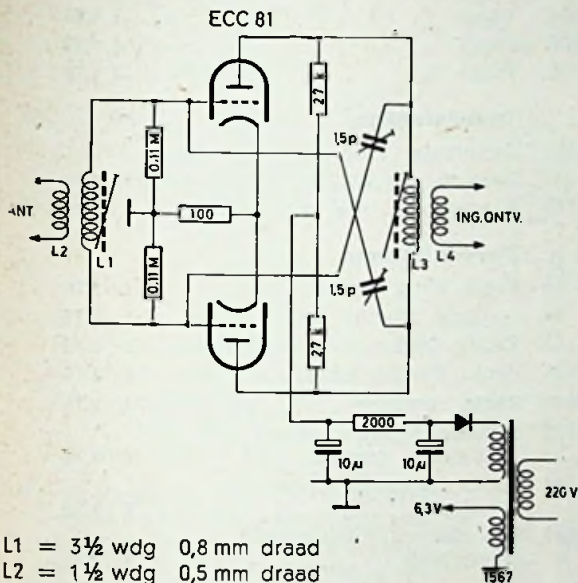 ECC 81
27 k
1,5 p
0.11 M
100
ANT
L2
L1
ING. ONTV.
L3
L4
0.11 M
1,5 p
27 k
2000
10µ
10µ
220 V
6,3 V
1567
L1 = 3½ wdg 0,8 mm draad
L2 = 1½ wdg 0,5 mm draad